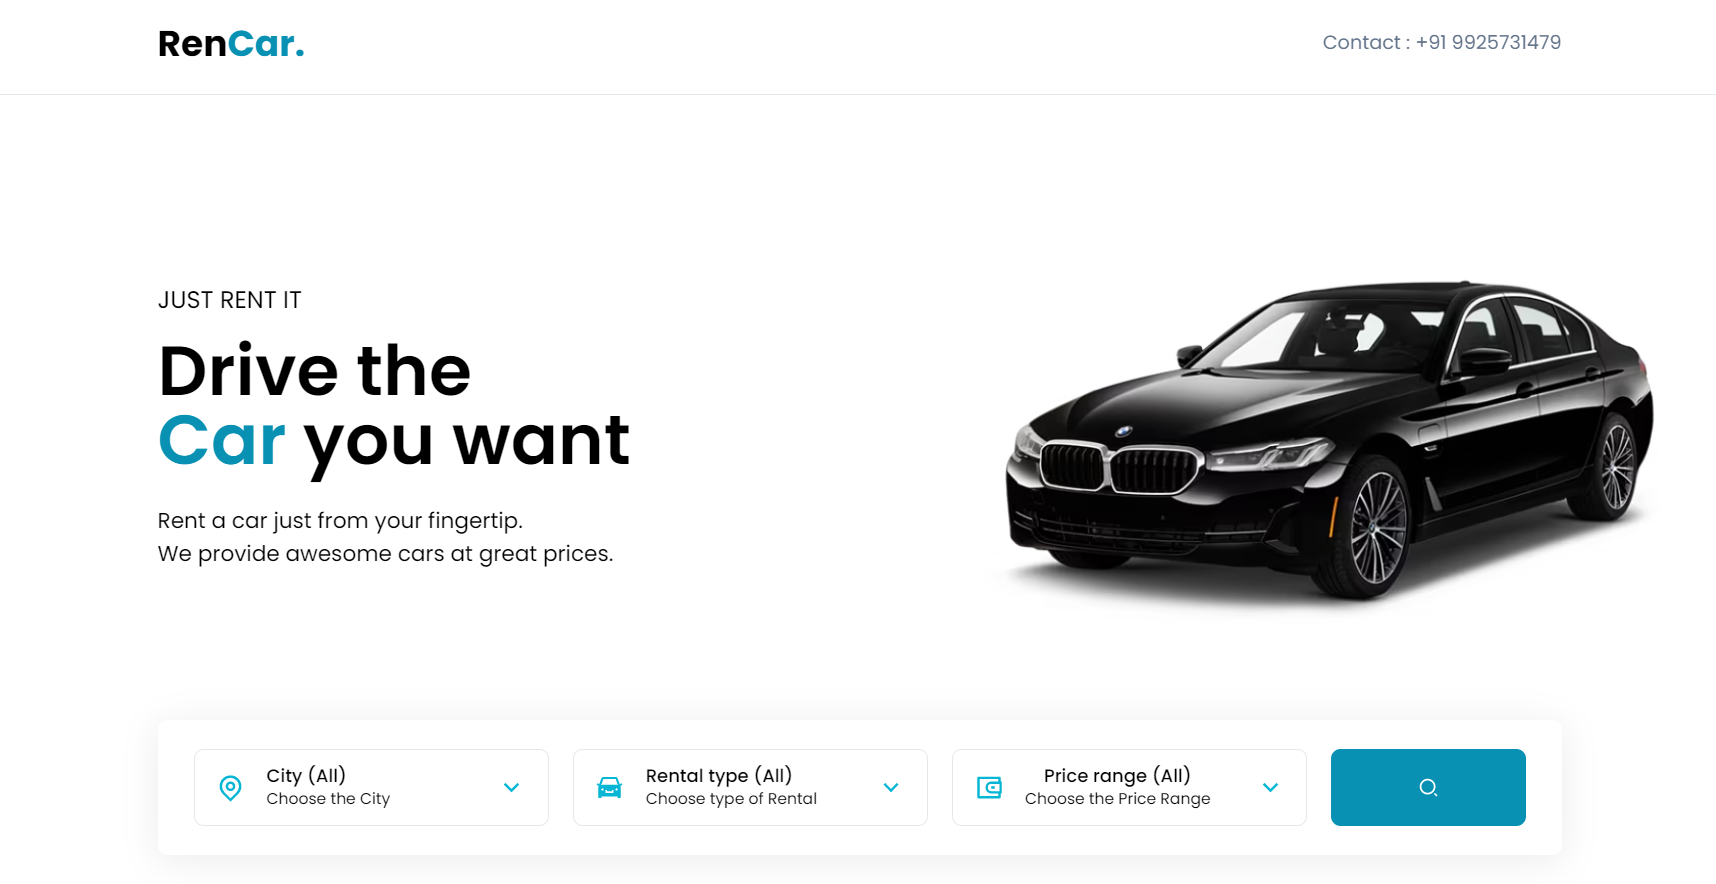 RenCar.
Contact : +91 9925731479
JUST RENT IT
Drive the
Car you want
Rent a car just from your fingertip.
We provide awesome cars at great prices.
City (All)
Choose the City
Rental type (All)
Choose type of Rental
Price range (All)
Choose the Price Range